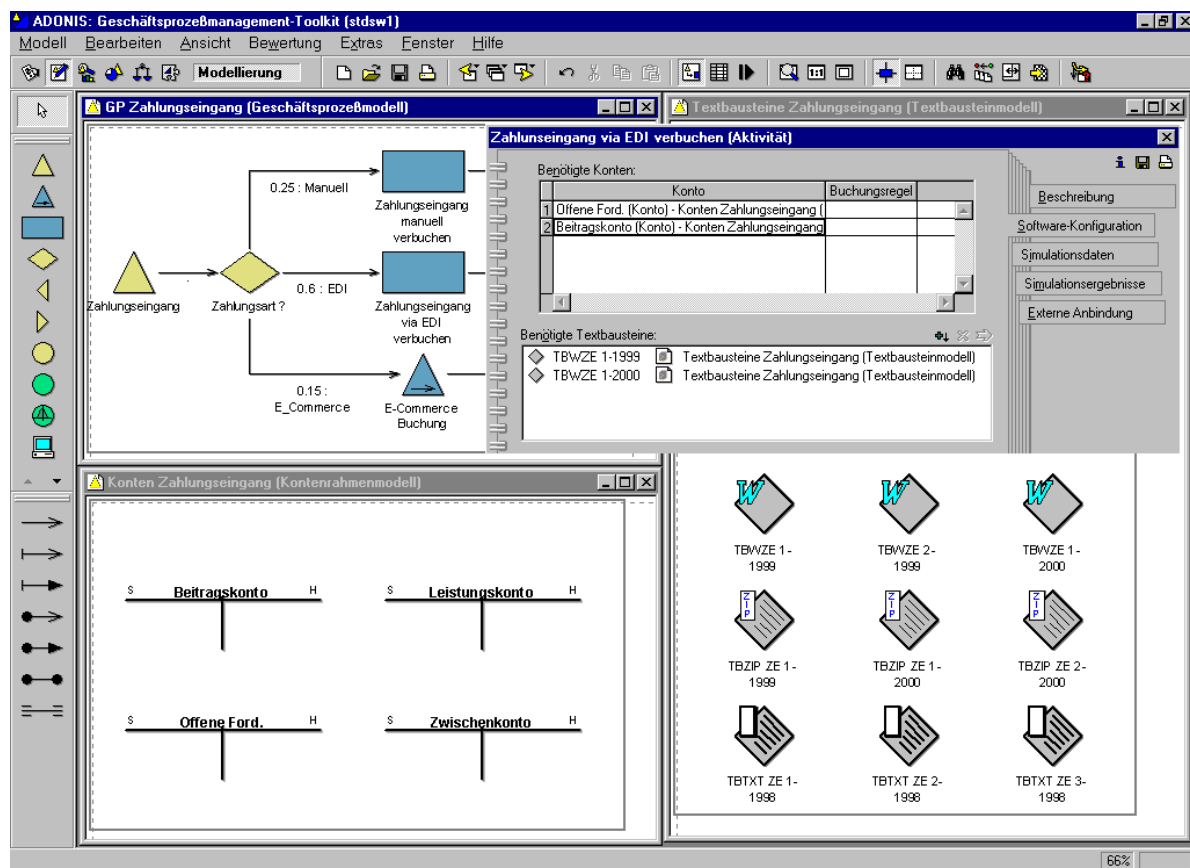 ADONIS: Geschäftsprozeßmanagement-Toolkit (stdsw1)
Modell Bearbeiten Ansicht Bewertung Extras Fenster Hilfe
Modellierung
GP Zahlungseingang (Geschäftsprozeßmodell)
0.25 : Manuell
Zahlungseingang
manuell
verbuchen
Zahlungseingang
Zahlungsart ?
0.6 : EDI
Zahlungseingang
via EDI
verbuchen
0.15 :
E_Commerce
E-Commerce
Buchung
Textbausteine Zahlungseingang (Textbausteinmodell)
Zahlunseingang via EDI verbuchen (Aktivität)
Benötigte Konten:
Konto Buchungsregel
1 Offene Ford. (Konto) - Konten Zahlungseingang (
2 Beitragskonto (Konto) - Konten Zahlungseingang
Benötigte Textbausteine:
TBWZE 1-1999 Textbausteine Zahlungseingang (Textbausteinmodell)
TBWZE 1-2000 Textbausteine Zahlungseingang (Textbausteinmodell)
Beschreibung
Software-Konfiguration
Simulationsdaten
Simulationsergebnisse
Externe Anbindung
Konten Zahlungseingang (Kontenrahmenmodell)
S Beitragskonto H
S Leistungskonto H
S Offene Ford. H
S Zwischenkonto H
W W W
TBWZE 1-
1999
TBWZE 2-
1999
TBWZE 1-
2000
ZIP ZIP ZIP
TBZIP ZE 1-
1999
TBZIP ZE 1-
2000
TBZIP ZE 2-
2000
TBTXT ZE 1-
1998
TBTXT ZE 2-
1998
TBTXT ZE 3-
1998
66%